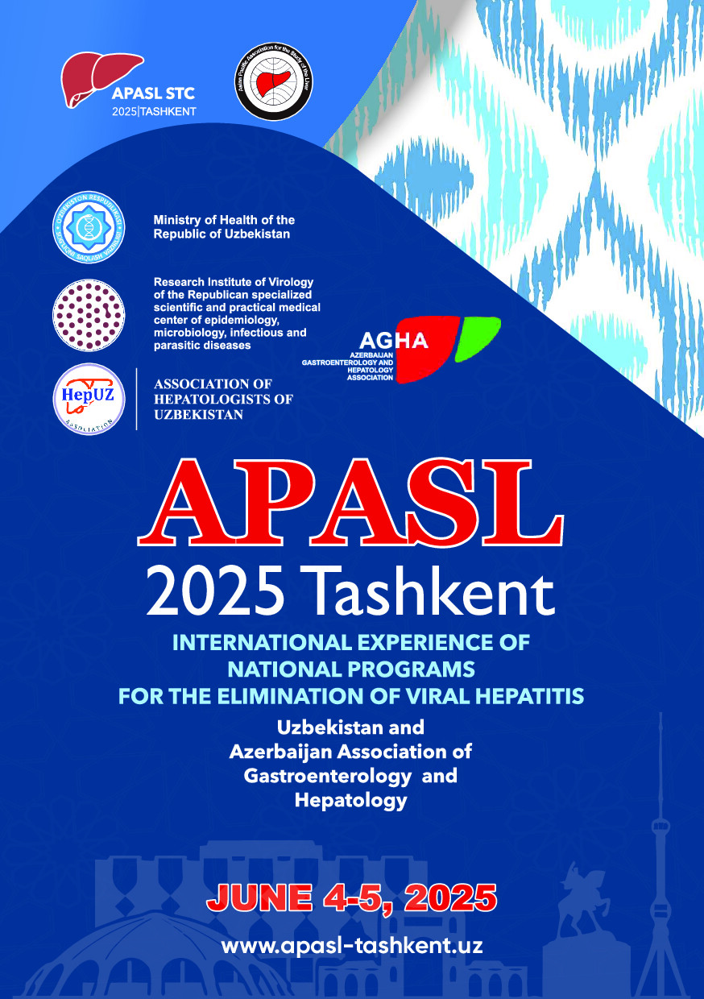 APASL STC
2025|TASHKENT
Asian Pacific Association for the Study of the Liver
O'ZBEKISTON RESPUBLIKASI
SOG'LIQNI SAQLASH VAZIRLIGI
Ministry of Health of the
Republic of Uzbekistan
Research Institute of Virology
of the Republican specialized
scientific and practical medical
center of epidemiology,
microbiology, infectious and
parasitic diseases
AGHA
AZERBAIJAN
GASTROENTEROLOGY AND
HEPATOLOGY
ASSOCIATION
HepUZ
ASSOCIATION
ASSOCIATION OF
HEPATOLOGISTS OF
UZBEKISTAN
APASL
2025 Tashkent
INTERNATIONAL EXPERIENCE OF
NATIONAL PROGRAMS
FOR THE ELIMINATION OF VIRAL HEPATITIS
Uzbekistan and
Azerbaijan Association of
Gastroenterology and
Hepatology
JUNE 4-5, 2025
www.apasl-tashkent.uz